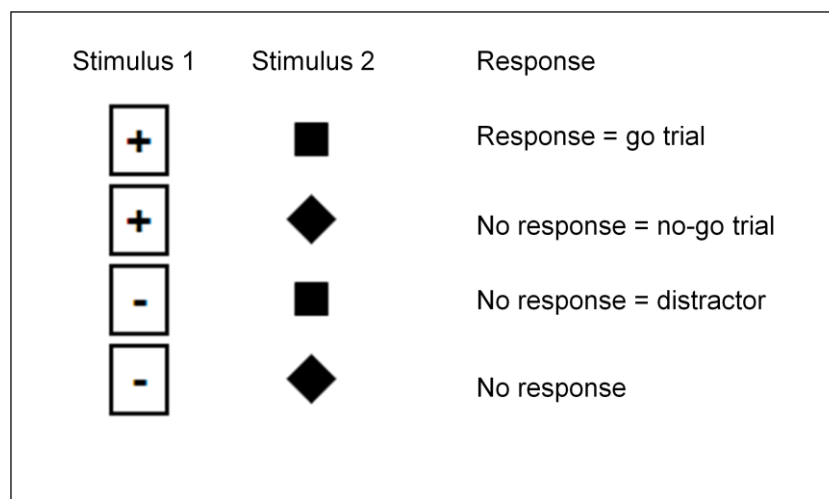 Stimulus 1 Stimulus 2 Response
+ Response = go trial
+ No response = no-go trial
- No response = distractor
- No response